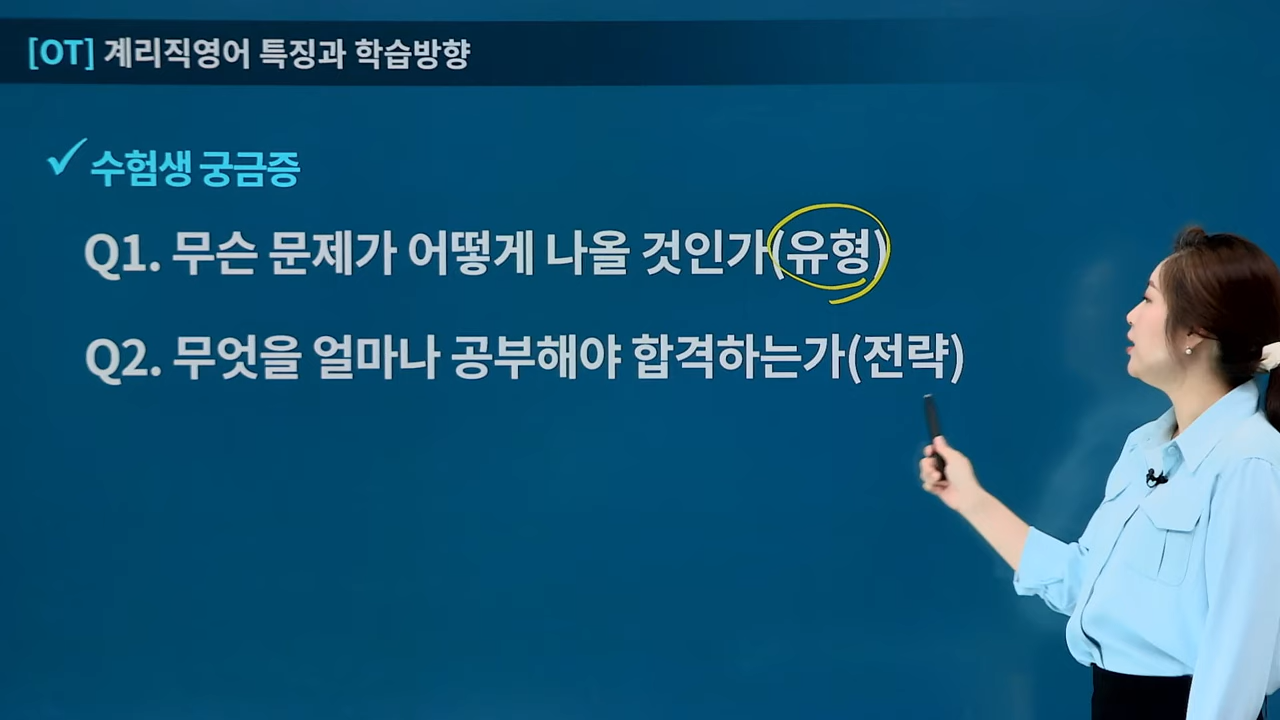 [OT] 계리직영어 특징과 학습방향
수험생 궁금증
Q1. 무슨 문제가 어떻게 나올 것인가(유형)
Q2. 무엇을 얼마나 공부해야 합격하는가(전략)